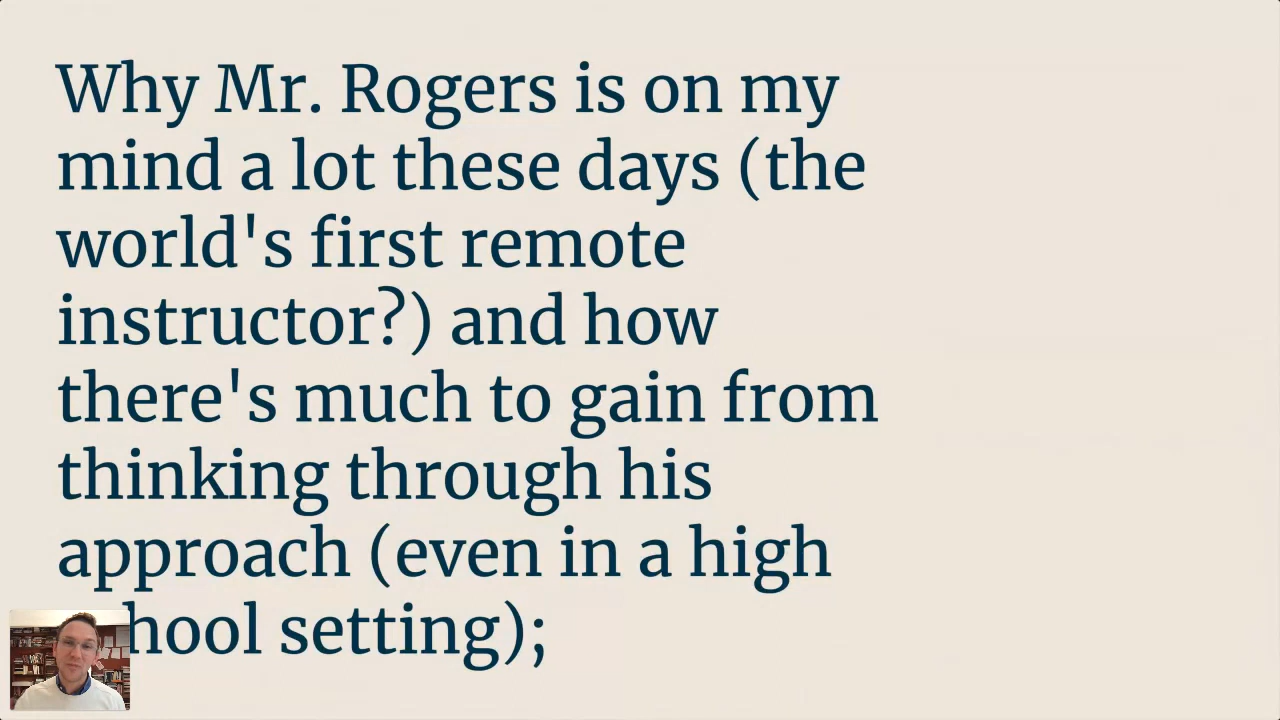 Why Mr. Rogers is on my
mind a lot these days (the
world's first remote
instructor?) and how
there's much to gain from
thinking through his
approach (even in a high
hool setting);